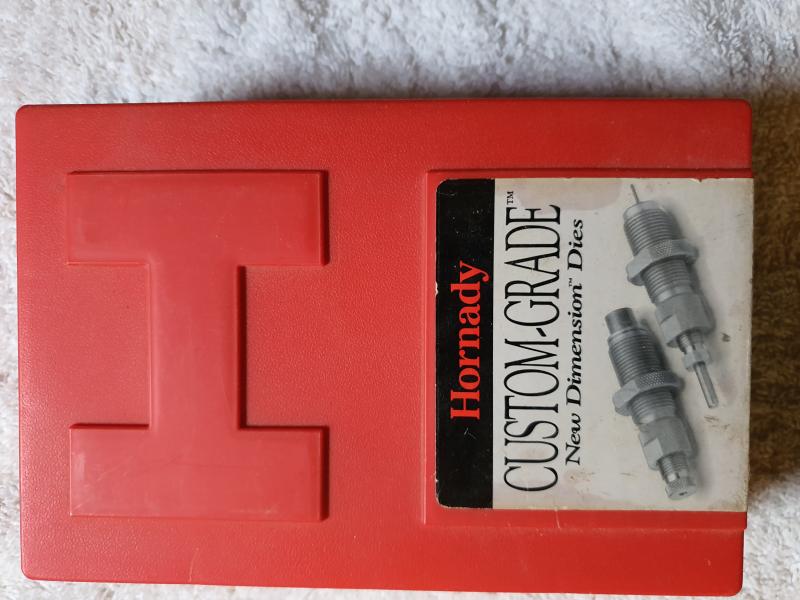 Hornady
CUSTOM-GRADE™
New Dimension™ Dies